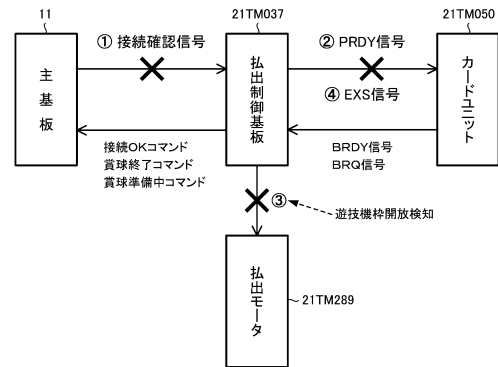 11
21TM037
21TM050
① 接続確認信号
② PRDY信号
④ EXS信号
主基板
払出制御基板
カードユニット
接続OKコマンド
賞球終了コマンド
賞球準備中コマンド
BRDY信号
BRQ信号
③
遊技機枠開放検知
払出モータ
21TM289